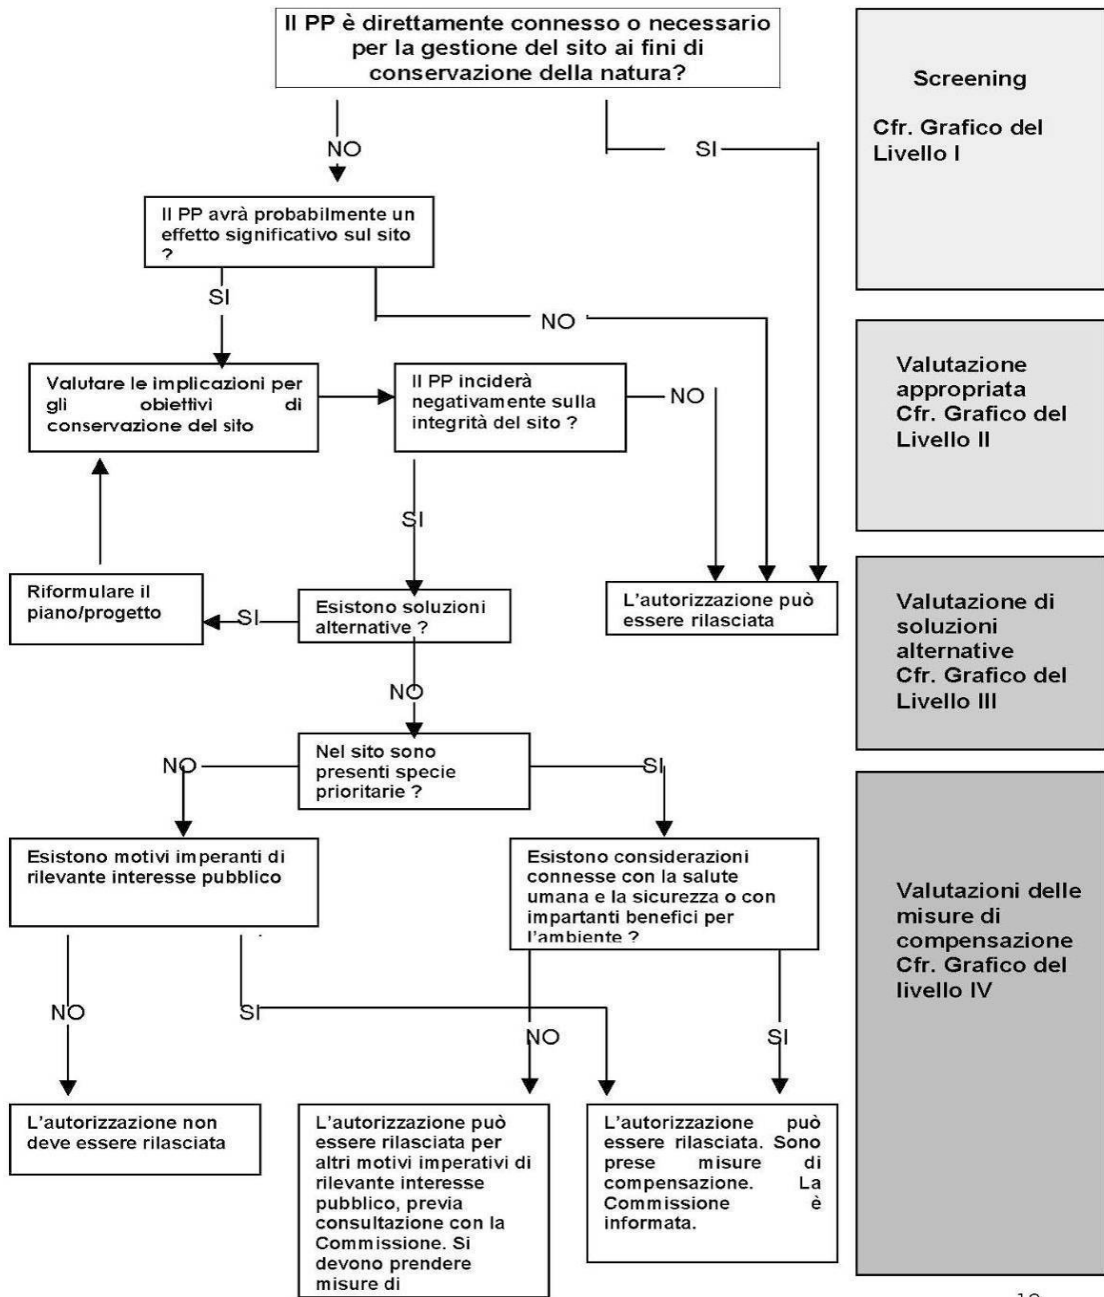 Il PP è direttamente connesso o necessario
per la gestione del sito ai fini di
conservazione della natura?
Screening
Cfr. Grafico del
Livello I
NO
SI
Il PP avrà probabilmente un
effetto significativo sul sito
?
SI
NO
Valutare le implicazioni per
gli obiettivi di
conservazione del sito
Il PP inciderà
negativamente sulla
integrità del sito ?
NO
Valutazione
appropriata
Cfr. Grafico del
Livello II
SI
Riformulare il
piano/progetto
SI
Esistono soluzioni
alternative ?
L'autorizzazione può
essere rilasciata
Valutazione di
soluzioni
alternative
Cfr. Grafico del
Livello III
NO
Nel sito sono
presenti specie
prioritarie ?
NO
SI
Esistono motivi imperanti di
rilevante interesse pubblico
Esistono considerazioni
connesse con la salute
umana e la sicurezza o con
impartanti benefici per
l'ambiente ?
Valutazioni delle
misure di
compensazione
Cfr. Grafico del
livello IV
NO
SI
NO
SI
L'autorizzazione non
deve essere rilasciata
L'autorizzazione può
essere rilasciata per
altri motivi imperativi di
rilevante interesse
pubblico, previa
consultazione con la
Commissione. Si
devono prendere
misure di
L'autorizzazione può
essere rilasciata. Sono
prese misure di
compensazione. La
Commissione è
informata.